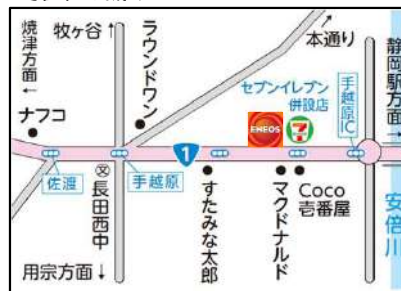 焼津方面←
牧ヶ谷↑
ラウンドワン
本通り
静岡駅方面→
セブンイレブン
併設店
手越原IC
ナフコ
ENEOS
7
1
佐渡
文
長田西中
手越原
すたみな太郎
マクドナルド
Coco
壱番屋
安倍川
用宗方面↓